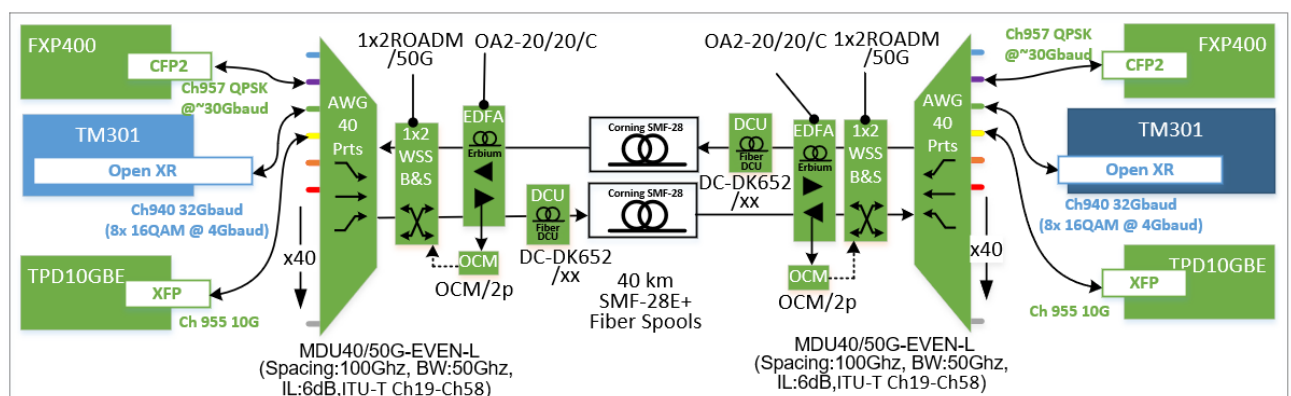 FXP400
CFP2
Ch957 QPSK
@~30Gbaud
TM301
Open XR
Ch940 32Gbaud
(8x 16QAM @ 4Gbaud)
TPD10GBE
XFP
Ch 955 10G
x40
AWG
40
Prts
1x2ROADM
/50G
1x2
WSS
B&S
OA2-20/20/C
EDFA
Erbium
OCM
OCM/2p
DCU
Fiber
DCU
DC-DK652
/xx
Corning SMF-28
Corning SMF-28
40 km
SMF-28E+
Fiber Spools
DCU
Fiber
DCU
DC-DK652
/xx
OA2-20/20/C
EDFA
Erbium
OCM
OCM/2p
1x2ROADM
/50G
1x2
WSS
B&S
AWG
40
Prts
Ch957 QPSK
@~30Gbaud
FXP400
CFP2
TM301
Open XR
Ch940 32Gbaud
(8x 16QAM @ 4Gbaud)
x40
TPD10GBE
XFP
Ch 955 10G
MDU40/50G-EVEN-L
(Spacing:100Ghz, BW:50Ghz,
IL:6dB,ITU-T Ch19-Ch58)
MDU40/50G-EVEN-L
(Spacing:100Ghz, BW:50Ghz,
IL:6dB,ITU-T Ch19-Ch58)